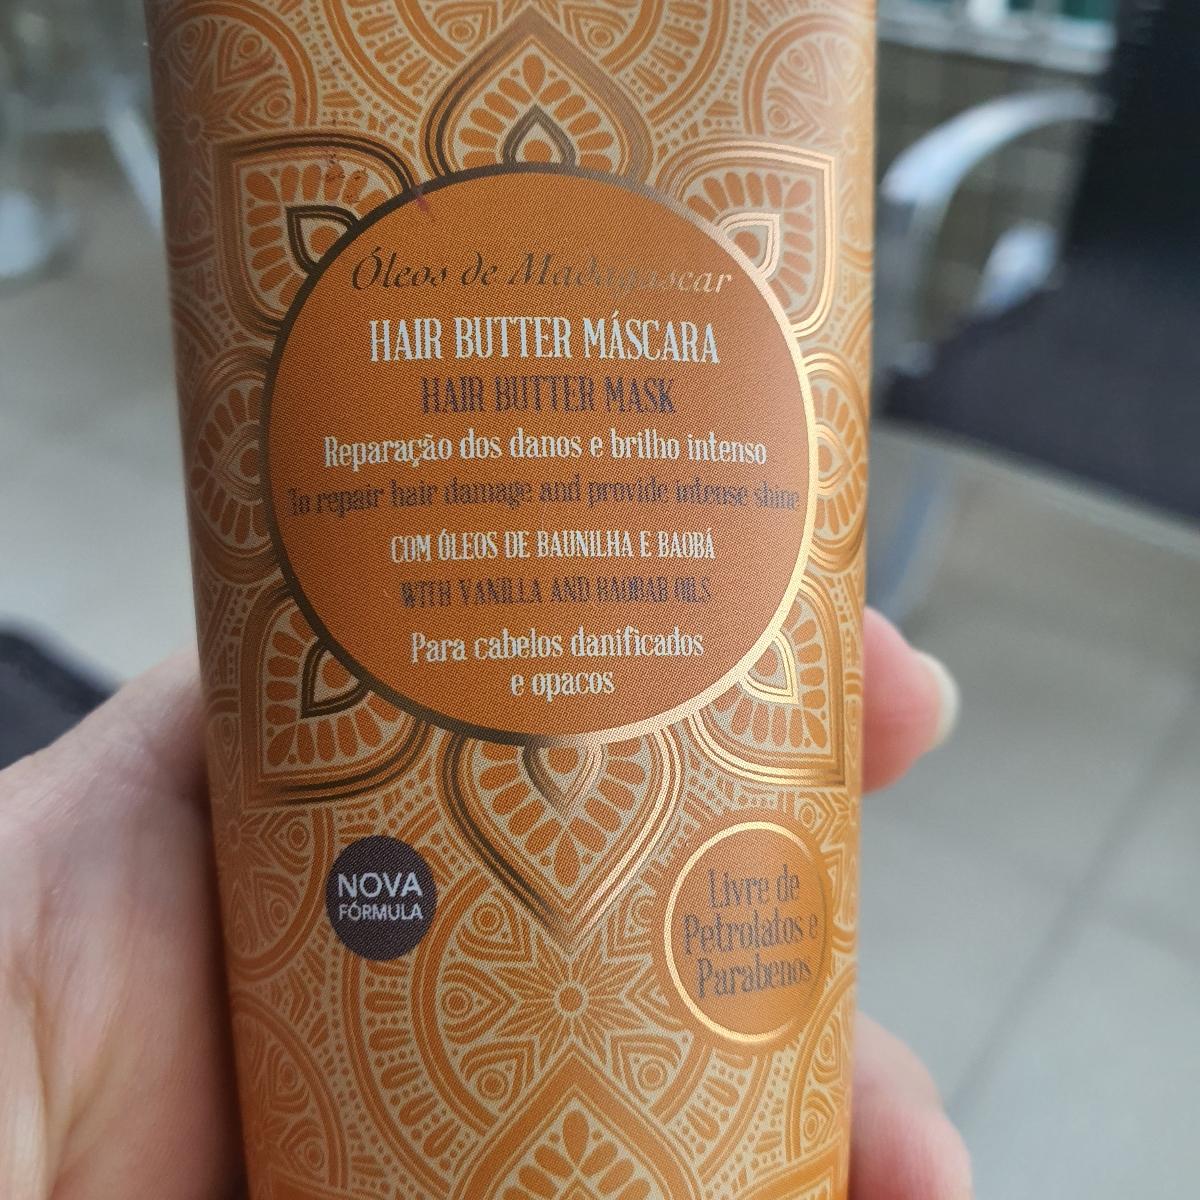 Óleos de Madagascar
HAIR BUTTER MÁSCARA
HAIR BUTTER MASK
Reparação dos danos e brilho intenso
To repair hair damage and provide intense shine
COM ÓLEOS DE BAUNILHA E BAOBÁ
WITH VANILLA AND BAOBAB OILS
Para cabelos danificados
e opacos
NOVA
FÓRMULA
Livre de
Petrolatos e
Parabenos